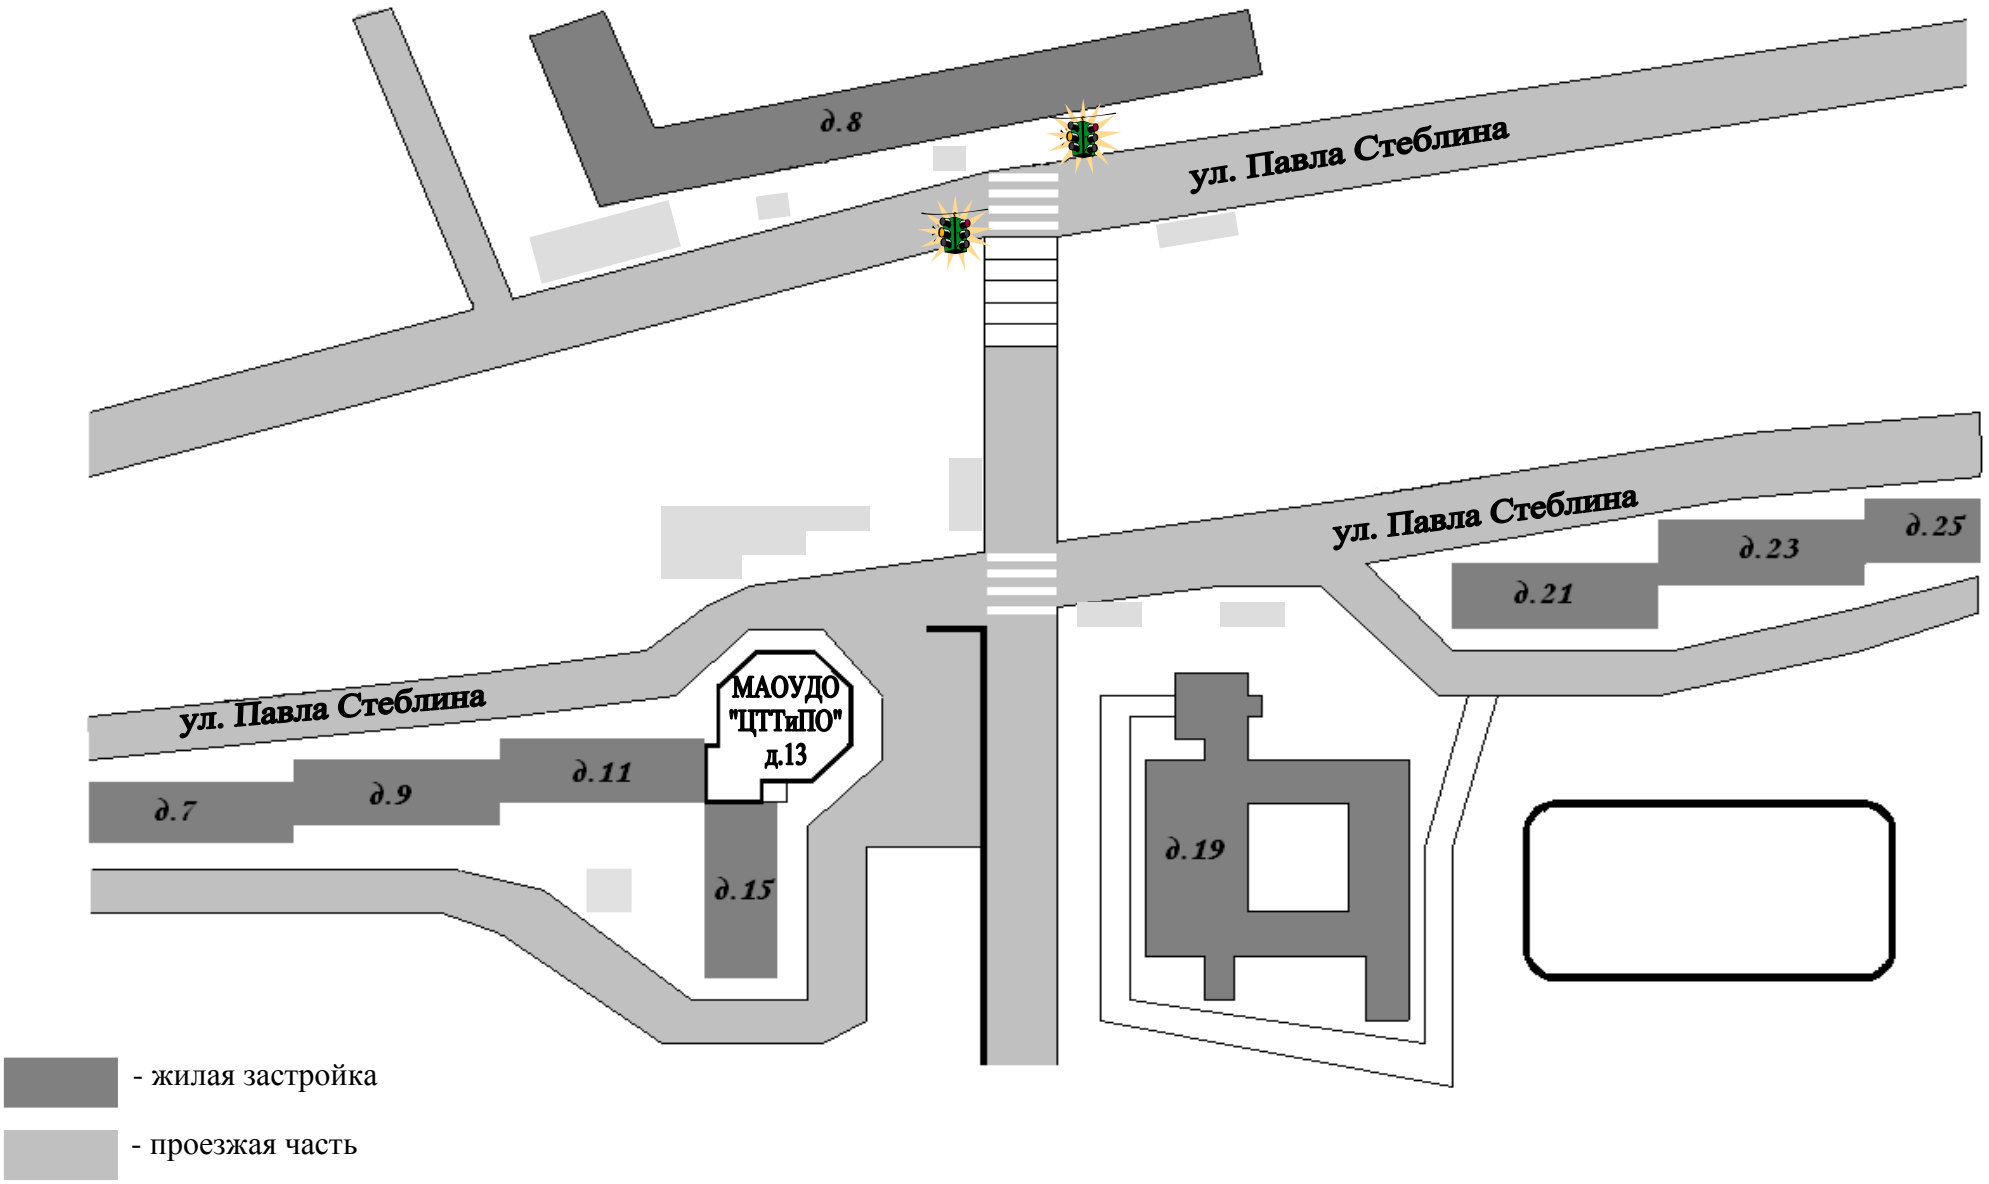 д.8
ул. Павла Стеблина
ул. Павла Стеблина
д.25
д.23
д.21
МАОУДО
"ЦТТиПО"
д.13
ул. Павла Стеблина
д.11
д.9
д.7
д.15
д.19
- жилая застройка
- проезжая часть